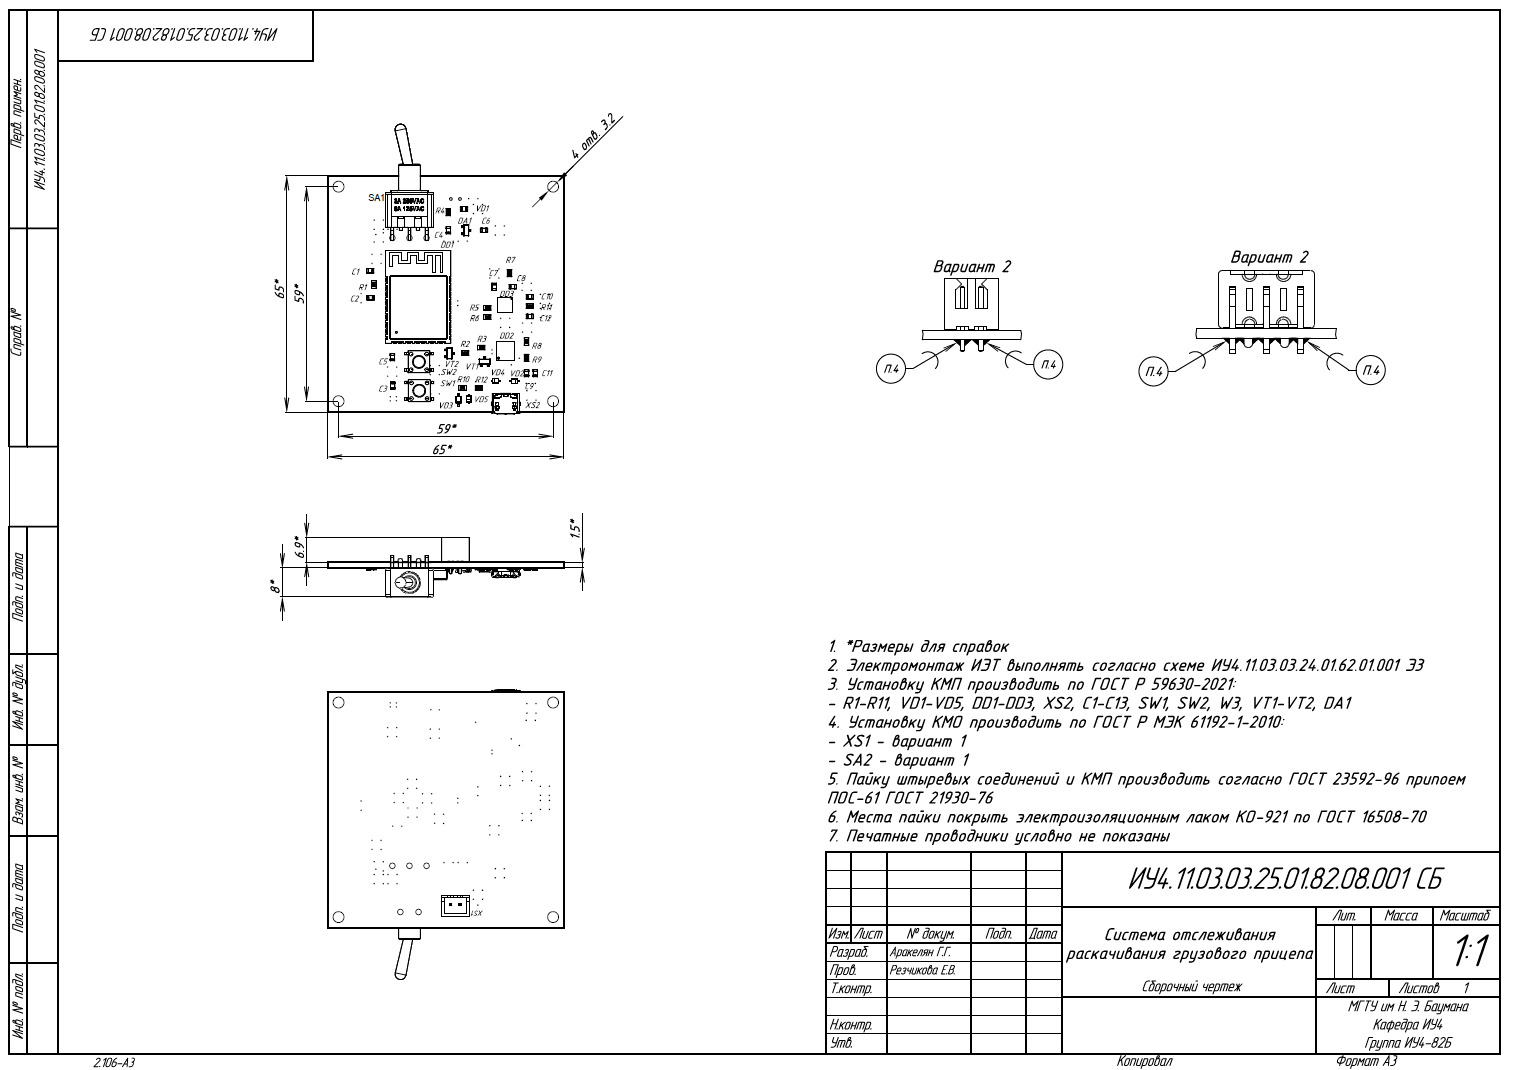 ИУ4.11.03.03.25.01.82.08.001 СБ
Перв. примен.
ИУ4.11.03.03.25.01.82.08.001
Справ. №
Подп. и дата
Инв. № дубл.
Взам. инв. №
Подп. и дата
Инв. № подл.
4 отв. 3.2
SA1
3A 250VAC
6A 125VAC
R4
VD1
DA1
C6
C4
DD1
65*
59*
C1
R1
C2
R7
C7
C8
DD3
C10
R11
C12
R5
R6
R3
R2
DD2
R8
R9
VT2
VT1
C5
SW2
VD4
VD2
C11
C3
SW1
R10
R12
C9
VD3
VD5
XS2
59*
65*
6.9*
1.5*
8*
XS1
Вариант 2
П.4
П.4
Вариант 2
П.4
П.4
1. *Размеры для справок
2. Электромонтаж ИЭТ выполнять согласно схеме ИУ4.11.03.03.24.01.62.01.001 ЭЗ
3. Установку КМП производить по ГОСТ Р 59630-2021:
- R1-R11, VD1-VD5, DD1-DD3, XS2, C1-C13, SW1, SW2, W3, VT1-VT2, DA1
4. Установку КМО производить по ГОСТ Р МЭК 61192-1-2010:
- XS1 - вариант 1
- SA2 - вариант 1
5. Пайку штыревых соединений и КМП производить согласно ГОСТ 23592-96 припоем
ПОС-61 ГОСТ 21930-76
6. Места пайки покрыть электроизоляционным лаком КО-921 по ГОСТ 16508-70
7. Печатные проводники условно не показаны
ИУ4.11.03.03.25.01.82.08.001 СБ
Изм. Лист № докум. Подп. Дата
Разраб. Аракелян Г.Г.
Пров. Резчикова Е.В.
Т.контр.
Н.контр.
Утв.
Система отслеживания
раскачивания грузового прицепа
Сборочный чертеж
Лит. Масса Масштаб
1:1
Лист Листов 1
МГТУ им Н. Э. Баумана
Кафедра ИУ4
Группа ИУ4-82Б
2.106-А3
Копировал
Формат А3